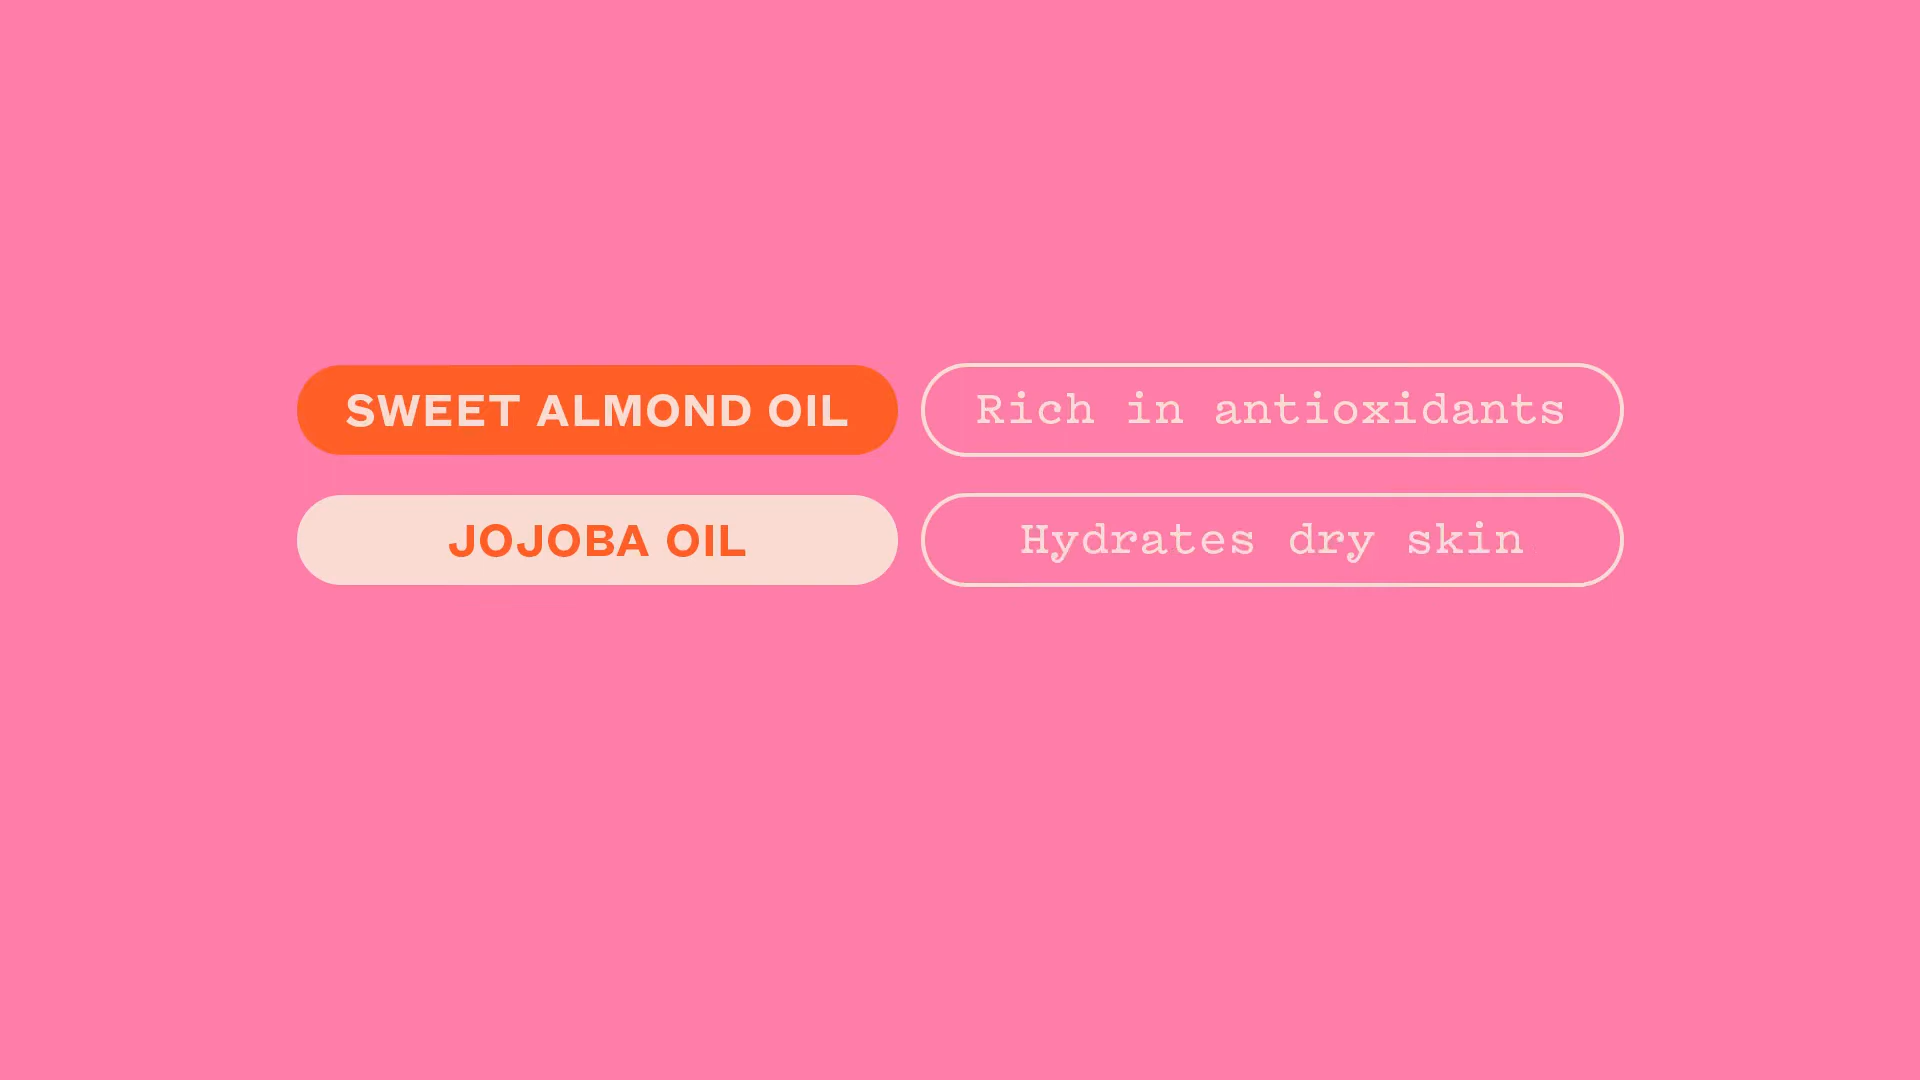 SWEET ALMOND OIL Rich in antioxidants
JOJOBA OIL Hydrates dry skin